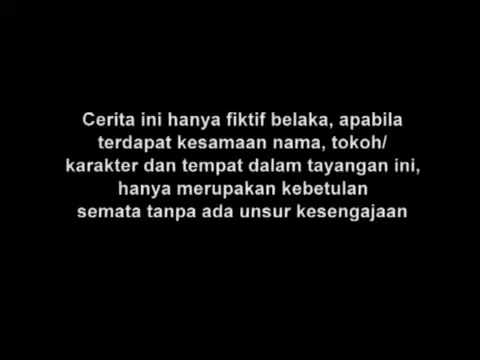 Cerita ini hanya fiktif belaka, apabila
terdapat kesamaan nama, tokoh/
karakter dan tempat dalam tayangan ini,
hanya merupakan kebetulan
semata tanpa ada unsur kesengajaan